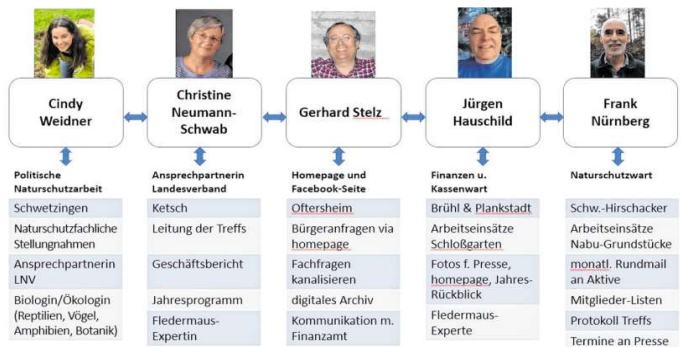 Cindy
Weidner
Christine
Neumann-
Schwab
Gerhard Stelz
Jürgen
Hauschild
Frank
Nürnberg
Politische
Naturschutzarbeit
Schwetzingen
Naturschutzfachliche
Stellungnahmen
Ansprechpartnerin
LNV
Biologin/Ökologin
(Reptilien, Vögel,
Amphibien, Botanik)
Ansprechpartnerin
Landesverband
Ketsch
Leitung der Treffs
Geschäftsbericht
Jahresprogramm
Fledermaus-
Expertin
Homepage und
Facebook-Seite
Oftersheim
Bürgeranfragen via
homepage
Fachfragen
kanalisieren
digitales Archiv
Kommunikation m.
Finanzamt
Finanzen u.
Kassenwart
Brühl & Plankstadt
Arbeitseinsätze
Schloßgarten
Fotos f. Presse,
homepage, Jahres-
Rückblick
Fledermaus-
Experte
Naturschutzwart
Schw.-Hirschacker
Arbeitseinsätze
Nabu-Grundstücke
monatl. Rundmail
an Aktive
Mitglieder-Listen
Protokoll Treffs
Termine an Presse